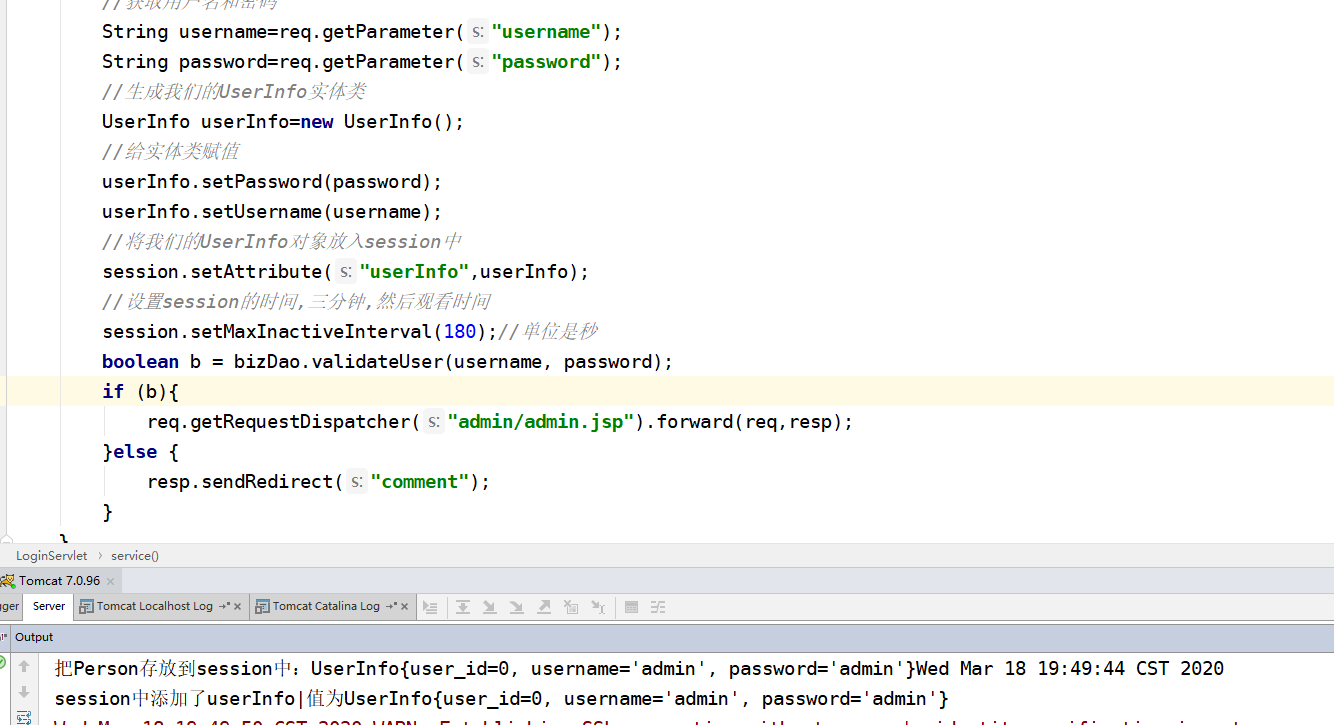 //获取用户名和密码
String username=req.getParameter( s: "username");
String password=req.getParameter( s: "password");
//生成我们的UserInfo实体类
UserInfo userInfo=new UserInfo();
//给实体类赋值
userInfo.setPassword(password);
userInfo.setUsername(username);
//将我们的UserInfo对象放入session中
session.setAttribute( s: "userInfo",userInfo);
//设置session的时间,三分钟,然后观看时间
session.setMaxInactiveInterval(180);//单位是秒
boolean b = bizDao.validateUser(username, password);
if (b){
req.getRequestDispatcher( s: "admin/admin.jsp").forward(req,resp);
}else {
resp.sendRedirect( s: "comment");
}
}
LoginServlet › service()
Tomcat 7.0.96
gger Server Tomcat Localhost Log Tomcat Catalina Log
Output
把Person存放到session中：UserInfo{user_id=0, username='admin', password='admin'}Wed Mar 18 19:49:44 CST 2020
session中添加了userInfo|值为UserInfo{user_id=0, username='admin', password='admin'}